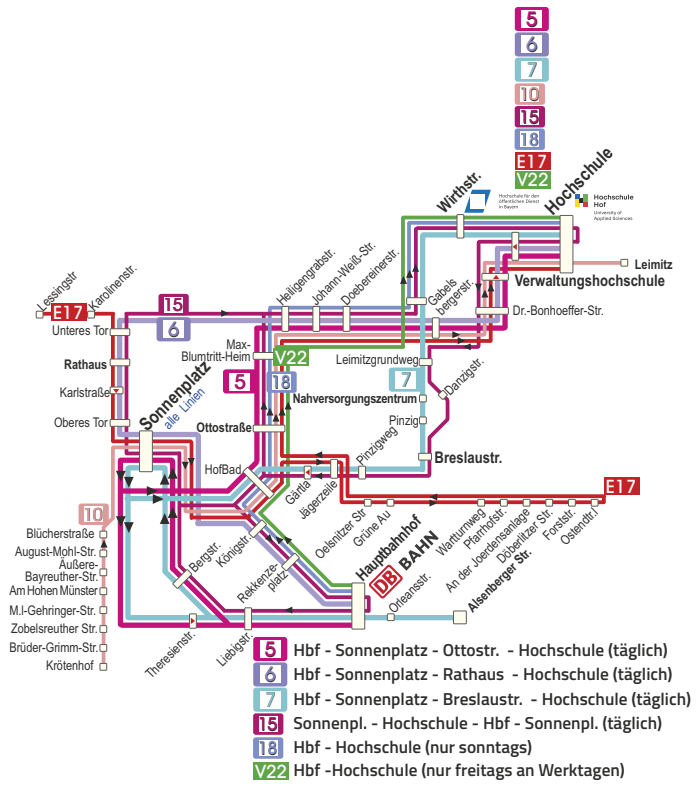 5
6
7
10
15
18
E17
V22
Wirthstr.
Hochschule für den
öffentlichen Dienst
in Bayern
Hochschule
Hochschule
Hof
University of
Applied Sciences
Leimitz
Verwaltungshochschule
Dr.-Bonhoeffer-Str.
Gabels
bergerstr.
Heiligengrabstr.
Johann-Weiß-Str.
Doebereinerstr.
Lessingstr
E17
Karolinenstr.
15
6
Unteres Tor
Rathaus
Karlstraße
Oberes Tor
Sonnenplatz
alle Linien
Max-
Blumtritt-Heim
V22
5
18
Ottostraße
Leimitzgrundweg
7
Nahversorgungszentrum
Danzigstr.
Pinzig
Pinzigweg
Breslaustr.
HofBad
Gärtla
Jägerzeile
E17
Oelsnitzer Str
Grüne Au
Wartturnweg
Pfarrhofstr.
An der Joerdensanlage
Döberlitzer Str.
Forststr.
Ostendtr.
10
Blücherstraße
August-Mohl-Str.
Äußere-
Bayreuther-Str.
Am Hohen Münster
M.l-Gehringer-Str.
Zobelsreuther Str.
Brüder-Grimm-Str.
Krötenhof
Bergstr.
Königstr.
Rekkenze-
platz
Hauptbahnhof
DB BAHN
Orleansstr.
Alsenberger Str.
Theresienstr.
Liebigstr.
5 Hbf - Sonnenplatz - Ottostr. - Hochschule (täglich)
6 Hbf - Sonnenplatz - Rathaus - Hochschule (täglich)
7 Hbf - Sonnenplatz - Breslaustr. - Hochschule (täglich)
15 Sonnenpl. - Hochschule - Hbf - Sonnenpl. (täglich)
18 Hbf - Hochschule (nur sonntags)
V22 Hbf -Hochschule (nur freitags an Werktagen)